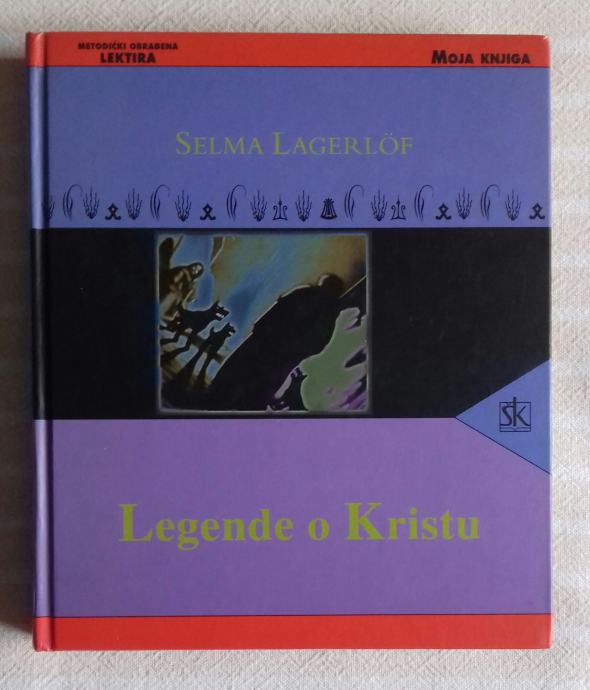 METODIČKI OBRAĐENA
LEKTIRA
MOJA KNJIGA
SELMA LAGERLÖF
ŠK
Legende o Kristu